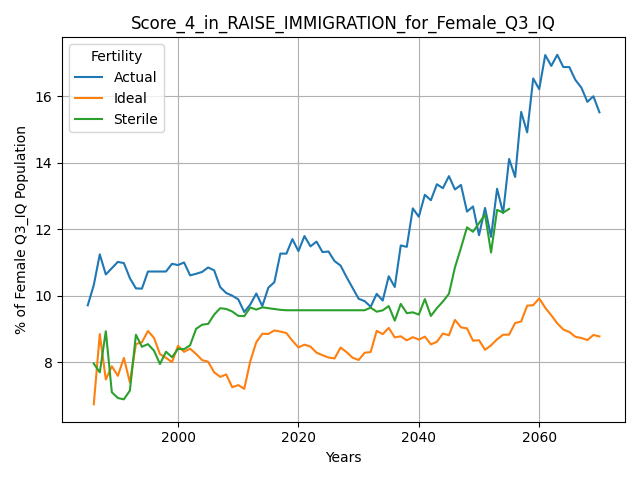 Score_4_in_RAISE_IMMIGRATION_for_Female_Q3_IQ
Fertility
Actual
Ideal
Sterile
% of Female Q3_IQ Population
16
14
12
10
8
2000
2020
2040
2060
Years